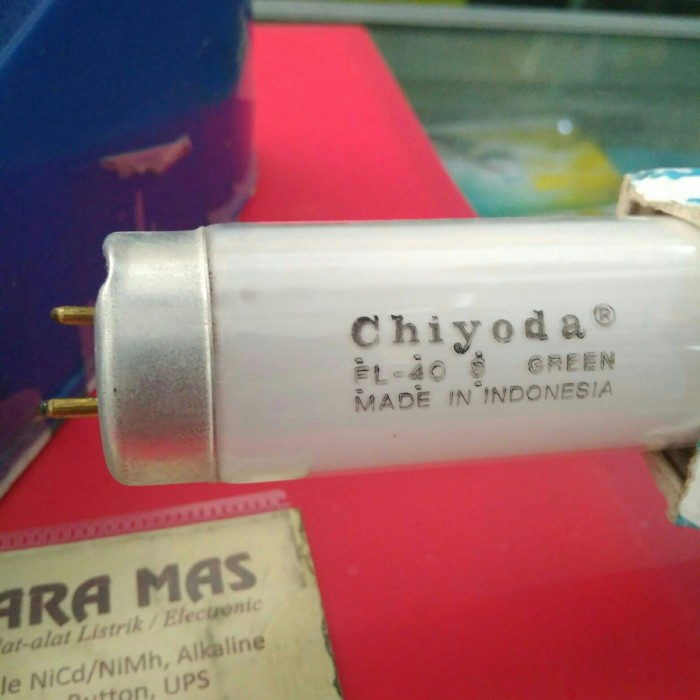 Chiyoda®
FL-40 S GREEN
MADE IN INDONESIA
ARA MAS
lat-alat Listrik / Electronic
le NiCd/NiMh, Alkaline
Button, UPS